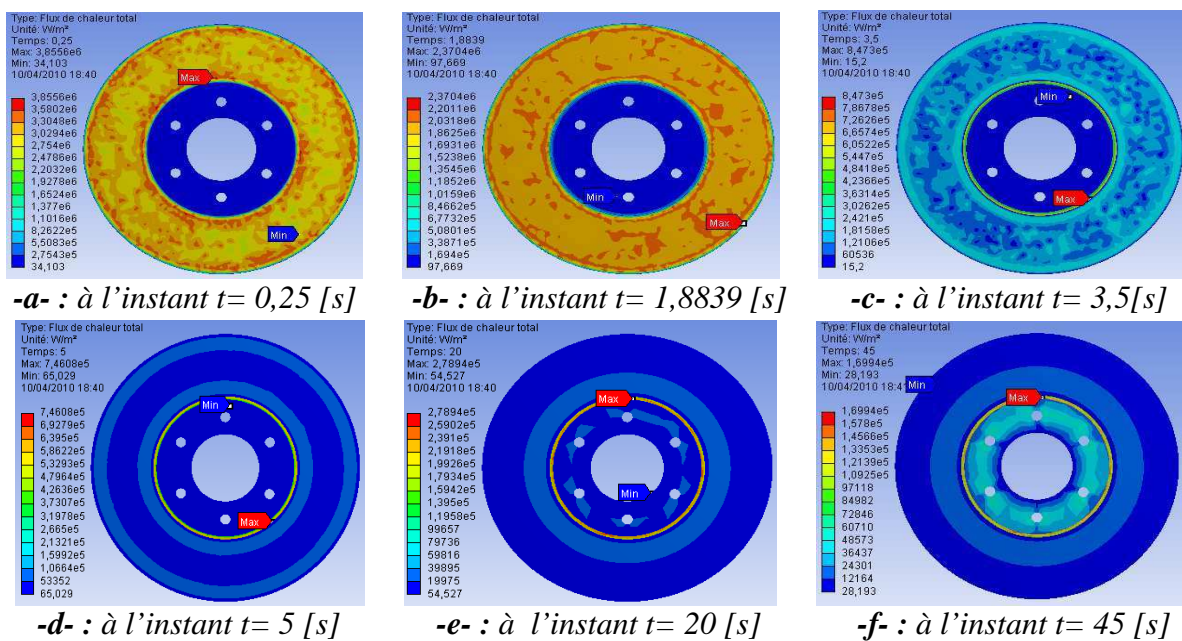 Type: Flux de chaleur total
Unité: W/m²
Temps: 0,25
Max: 3,8556e6
Min: 34,103
10/04/2010 18:40
3,8556e6
3,5802e6
3,3048e6
3,0294e6
2,754e6
2,4786e6
2,2032e6
1,9278e6
1,6524e6
1,377e6
1,1016e6
8,2622e5
5,5083e5
2,7543e5
34,103
Max
Min
-a- : à l'instant t= 0,25 [s]
Type: Flux de chaleur total
Unité: W/m²
Temps: 1,8839
Max: 2,3704e6
Min: 97,669
10/04/2010 18:40
2,3704e6
2,2011e6
2,0318e6
1,8625e6
1,6931e6
1,5238e6
1,3545e6
1,1852e6
1,0159e6
8,4662e5
6,7732e5
5,0801e5
3,3871e5
1,694e5
97,669
Min
Max
-b- : à l'instant t= 1,8839 [s]
Type: Flux de chaleur total
Unité: W/m²
Temps: 3,5
Max: 8,473e5
Min: 15,2
10/04/2010 18:40
8,473e5
7,8678e5
7,2626e5
6,6574e5
6,0522e5
5,447e5
4,8418e5
4,2366e5
3,6314e5
3,0262e5
2,421e5
1,8158e5
1,2106e5
60536
15,2
Min
Max
-c- : à l'instant t= 3,5[s]
Type: Flux de chaleur total
Unité: W/m²
Temps: 5
Max: 7,4608e5
Min: 65,029
10/04/2010 18:40
7,4608e5
6,9279e5
6,395e5
5,8622e5
5,3293e5
4,7964e5
4,2636e5
3,7307e5
3,1978e5
2,665e5
2,1321e5
1,5992e5
1,0664e5
53352
65,029
Min
Max
-d- : à l'instant t= 5 [s]
Type: Flux de chaleur total
Unité: W/m²
Temps: 20
Max: 2,7894e5
Min: 54,527
10/04/2010 18:40
2,7894e5
2,5902e5
2,391e5
2,1918e5
1,9926e5
1,7934e5
1,5942e5
1,395e5
1,1958e5
99657
79736
59816
39895
19975
54,527
Max
Min
-e- : à l'instant t= 20 [s]
Type: Flux de chaleur total
Unité: W/m²
Temps: 45
Max: 1,6994e5
Min: 28,193
10/04/2010 18:41
1,6994e5
1,578e5
1,4566e5
1,3353e5
1,2139e5
1,0925e5
97118
84982
72846
60710
48573
36437
24301
12164
28,193
Min
Max
-f- : à l'instant t= 45 [s]